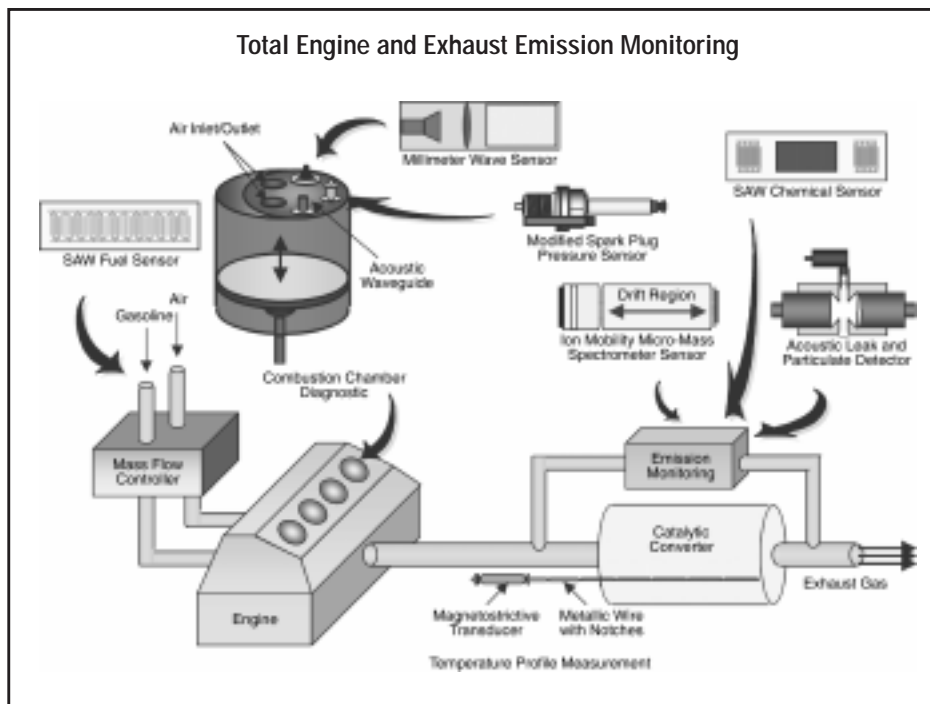 Total Engine and Exhaust Emission Monitoring
Air Inlet/Outlet
Millimeter Wave Sensor
SAW Chemical Sensor
SAW Fuel Sensor
Modified Spark Plug
Pressure Sensor
Acoustic
Waveguide
Drift Region
Air
Gasoline
Ion Mobility Micro-Mass
Spectrometer Sensor
Acoustic Leak and
Particulate Detector
Combustion Chamber
Diagnostic
Mass Flow
Controller
Emission
Monitoring
Catalytic
Converter
Exhaust Gas
Engine
Magnetostrictive
Transducer
Metallic Wire
with Notches
Temperature Profile Measurement